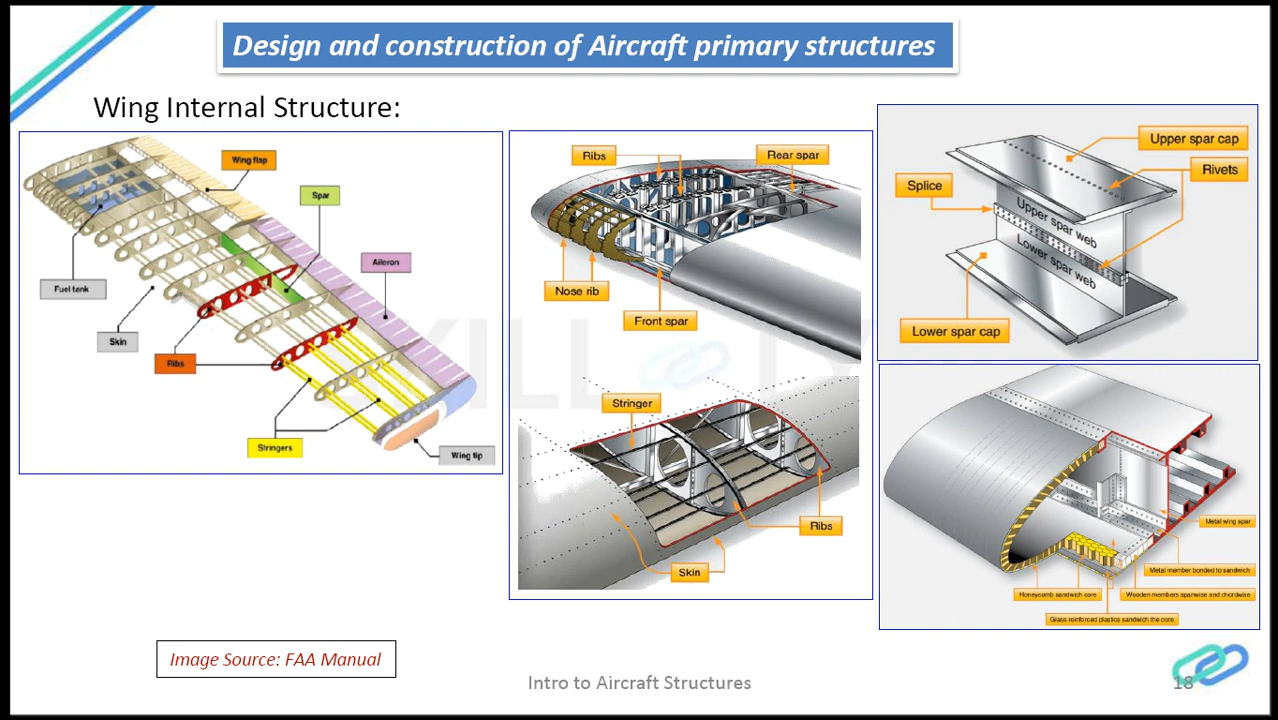 Design and construction of Aircraft primary structures
Wing Internal Structure:
Wing flap
Spar
Aileron
Fuel tank
Skin
Ribs
Stringers
Wing tip
Ribs
Rear spar
Nose rib
Front spar
Stringer
Ribs
Skin
Upper spar cap
Rivets
Splice
Upper spar web
Lower spar web
Lower spar cap
Metal wing spar
Metal member bonded to sandwich
Honeycomb sandwich core
Wooden members spanwise and chordwise
Glass reinforced plastics sandwich the core
Image Source: FAA Manual
Intro to Aircraft Structures
18